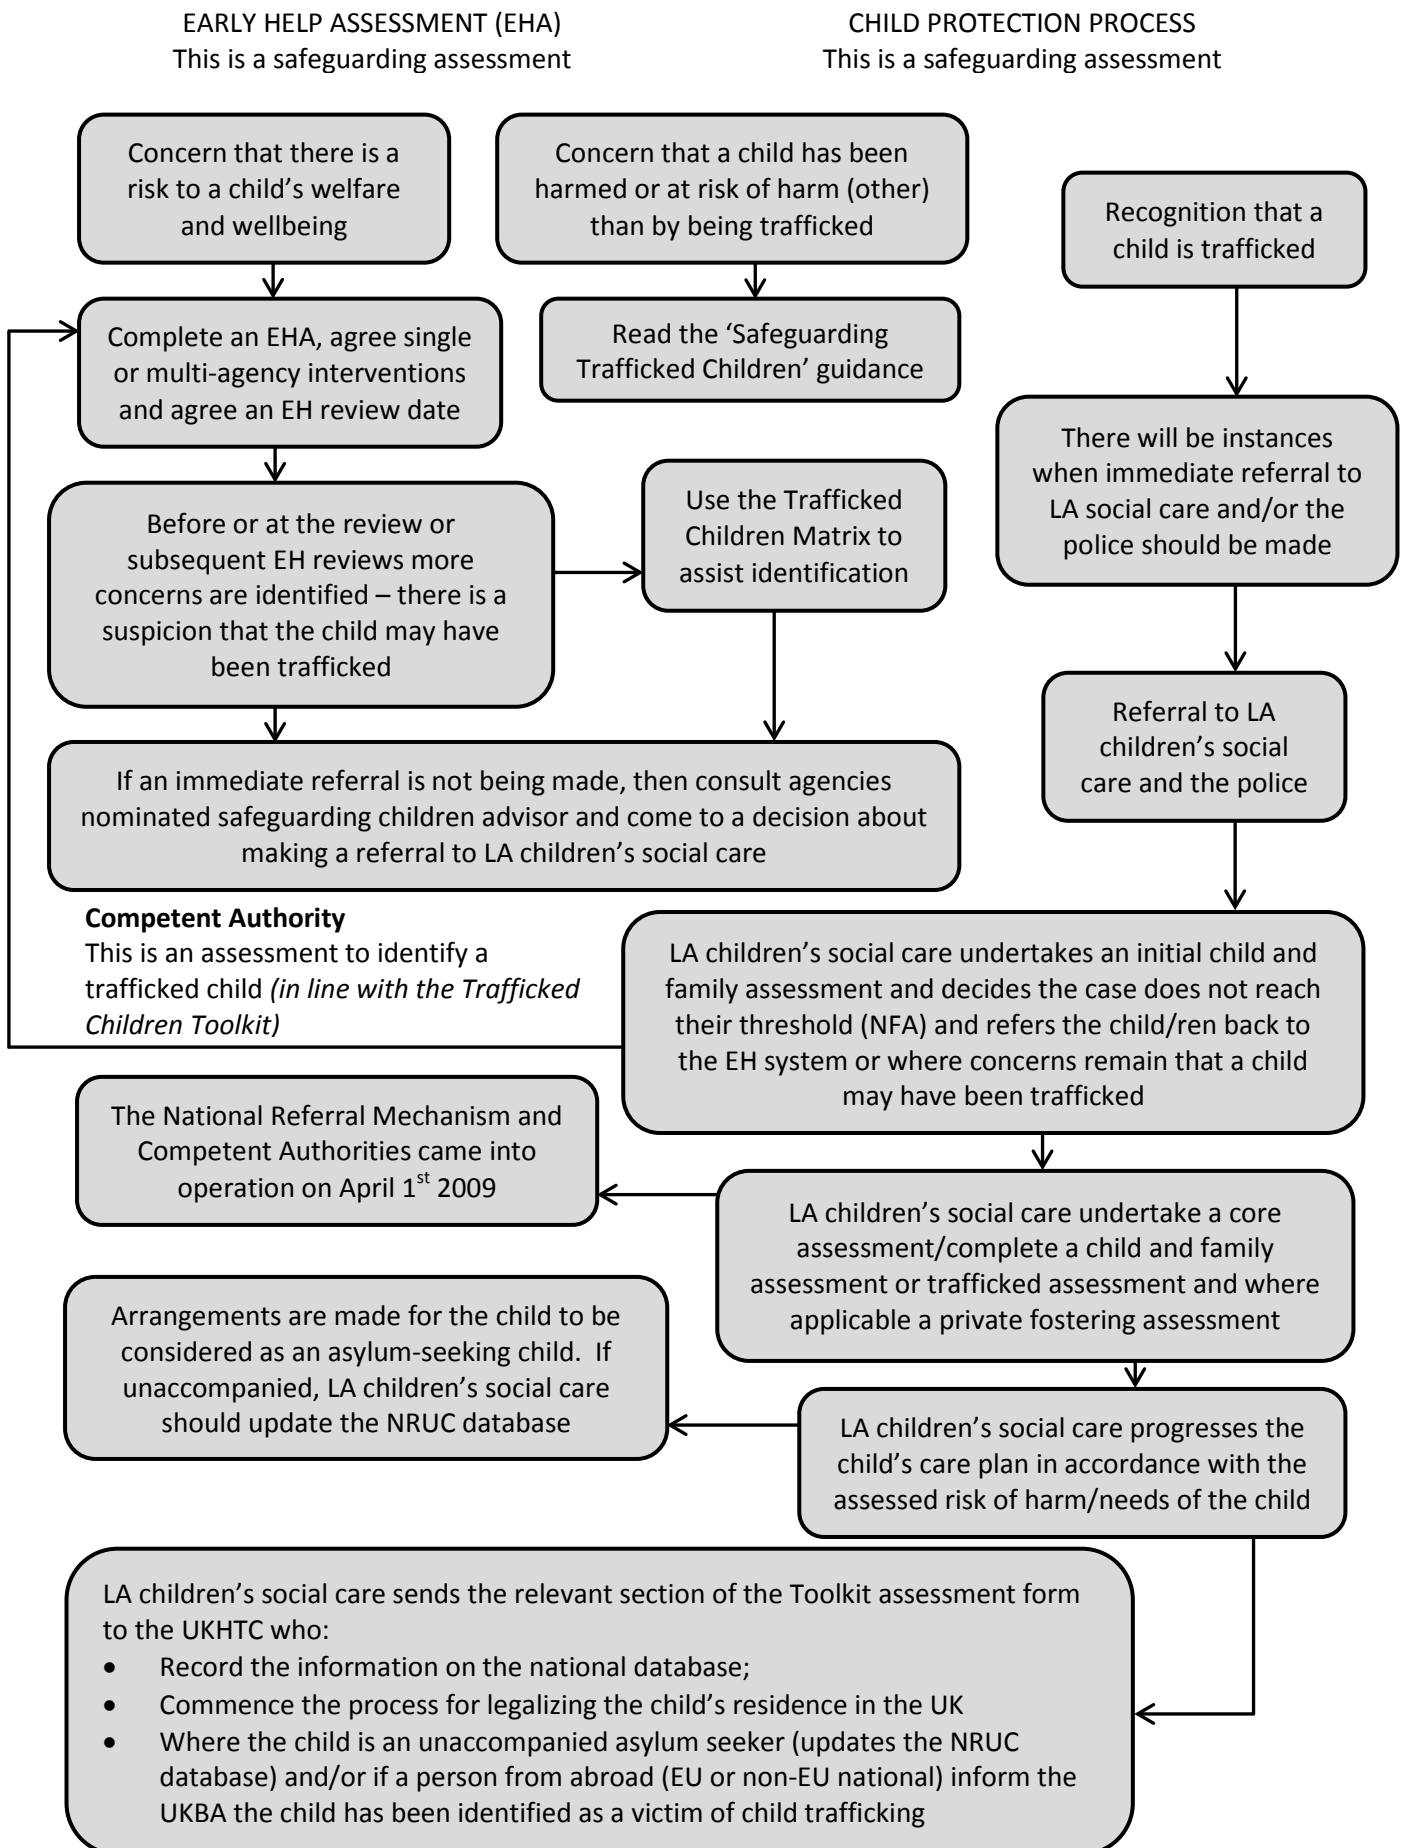 EARLY HELP ASSESSMENT (EHA)
This is a safeguarding assessment
CHILD PROTECTION PROCESS
This is a safeguarding assessment
Concern that there is a
risk to a child’s welfare
and wellbeing
Concern that a child has been
harmed or at risk of harm (other)
than by being trafficked
Recognition that a
child is trafficked
Complete an EHA, agree single
or multi-agency interventions
and agree an EH review date
Read the ‘Safeguarding
Trafficked Children’ guidance
There will be instances
when immediate referral to
LA social care and/or the
police should be made
Before or at the review or
subsequent EH reviews more
concerns are identified – there is a
suspicion that the child may have
been trafficked
Use the Trafficked
Children Matrix to
assist identification
Referral to LA
children’s social
care and the police
If an immediate referral is not being made, then consult agencies
nominated safeguarding children advisor and come to a decision about
making a referral to LA children’s social care
Competent Authority
This is an assessment to identify a
trafficked child (in line with the Trafficked
Children Toolkit)
LA children’s social care undertakes an initial child and
family assessment and decides the case does not reach
their threshold (NFA) and refers the child/ren back to
the EH system or where concerns remain that a child
may have been trafficked
The National Referral Mechanism and
Competent Authorities came into
operation on April 1st 2009
LA children’s social care undertake a core
assessment/complete a child and family
assessment or trafficked assessment and where
applicable a private fostering assessment
Arrangements are made for the child to be
considered as an asylum-seeking child.  If
unaccompanied, LA children’s social care
should update the NRUC database
LA children’s social care progresses the
child’s care plan in accordance with the
assessed risk of harm/needs of the child
LA children’s social care sends the relevant section of the Toolkit assessment form
to the UKHTC who:
• Record the information on the national database;
• Commence the process for legalizing the child’s residence in the UK
• Where the child is an unaccompanied asylum seeker (updates the NRUC
database) and/or if a person from abroad (EU or non-EU national) inform the
UKBA the child has been identified as a victim of child trafficking